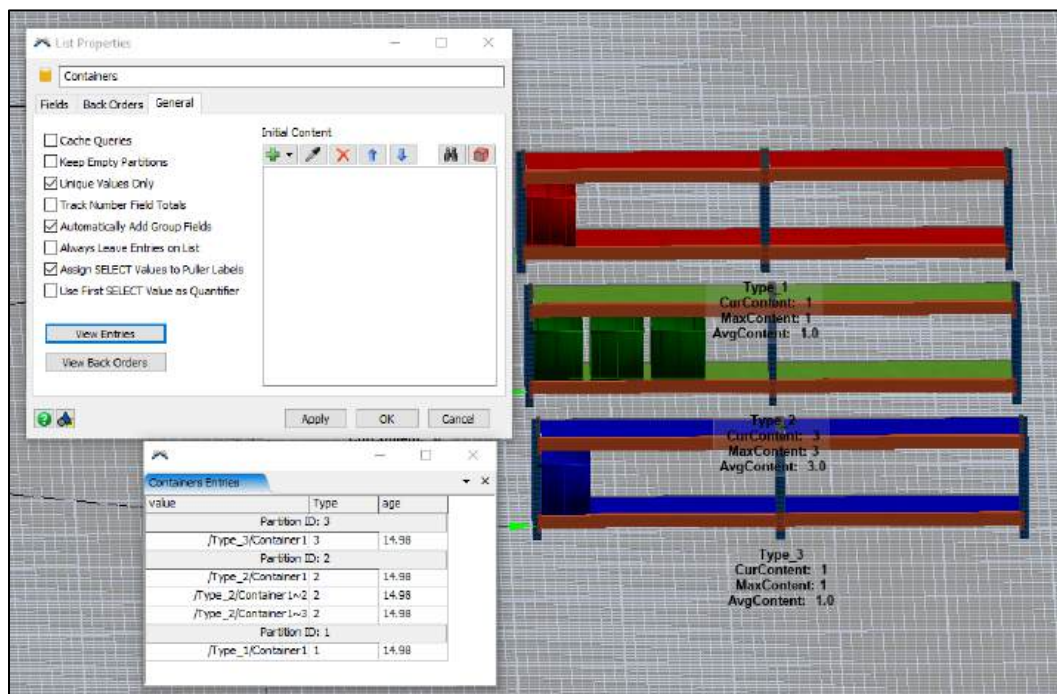 List Properties
Containers
Fields Back Orders General
Cache Queries
Keep Empty Partitions
Unique Values Only
Track Number Field Totals
Automatically Add Group Fields
Always Leave Entries on List
Assign SELECT Values to Puller Labels
Use First SELECT Value as Quantifier
View Entries
View Back Orders
Initial Content
Apply OK Cancel
Containers Entries
value Type age
Partition ID: 3
/Type_3/Container1 3 14.98
Partition ID: 2
/Type_2/Container1 2 14.98
/Type_2/Container1~2 2 14.98
/Type_2/Container1~3 2 14.98
Partition ID: 1
/Type_1/Container1 1 14.98
Type_1
CurContent: 1
MaxContent: 1
AvgContent: 1.0
Type_2
CurContent: 3
MaxContent: 3
AvgContent: 3.0
Type_3
CurContent: 1
MaxContent: 1
AvgContent: 1.0